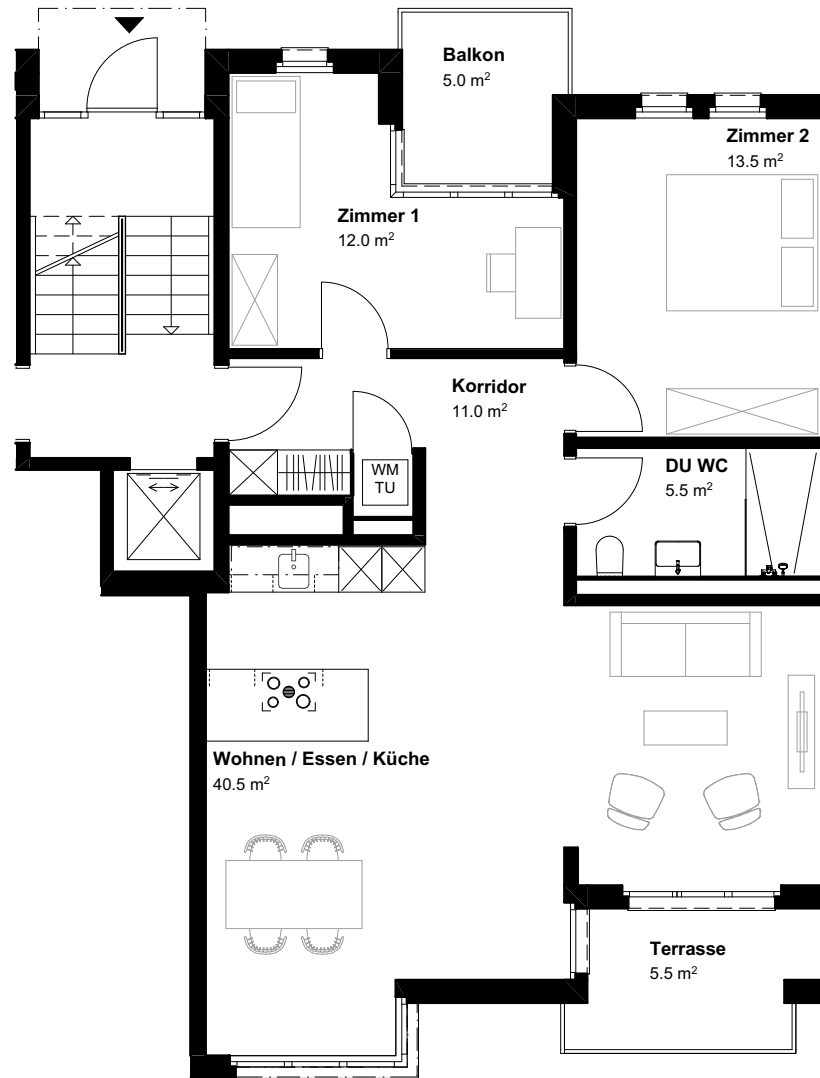 Balkon
5.0 m²
Zimmer 2
13.5 m²
Zimmer 1
12.0 m²
Korridor
11.0 m²
WM
TU
DU WC
5.5 m²
Wohnen / Essen / Küche
40.5 m²
Terrasse
5.5 m²